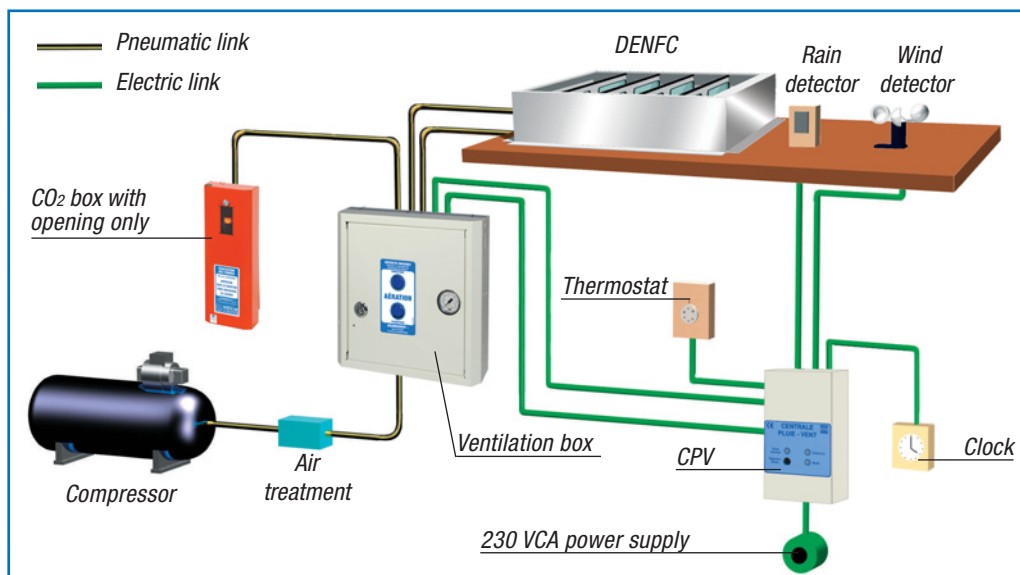 Pneumatic link
Electric link
DENFC
Rain
detector
Wind
detector
CO2 box with
opening only
AÉRATION
Thermostat
Ventilation box
Compressor
Air
treatment
CENTRALE
PLUIE - VENT
CPV
Clock
230 VCA power supply